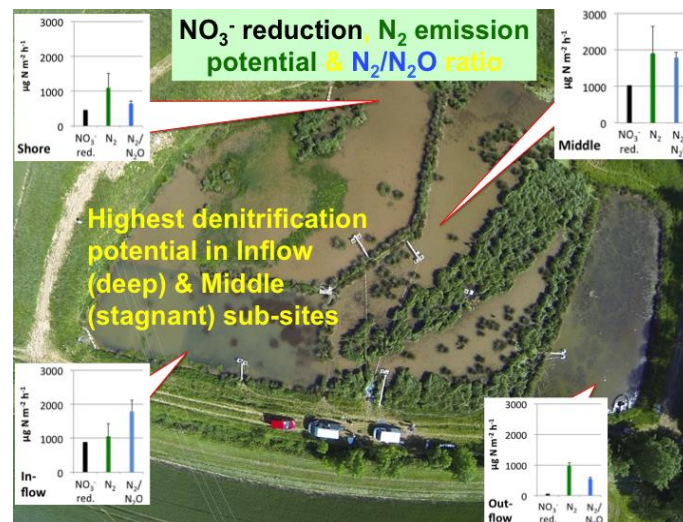 NO₃⁻ reduction, N₂ emission
potential & N₂/N₂O ratio
µg N m⁻² h⁻¹
3000
2000
1000
0
NO₃⁻ N₂ N₂/
red. N₂O
Shore
µg N m⁻² h⁻¹
3000
2000
1000
0
NO₃⁻ N₂ N₂/
red.
Middle
Highest denitrification
potential in Inflow
(deep) & Middle
(stagnant) sub-sites
µg N m⁻² h⁻¹
3000
2000
1000
0
NO₃⁻ N₂ N₂/
red. N₂O
In-
flow
µg N m⁻² h⁻¹
3000
2000
1000
0
NO₃⁻ N₂ N₂/
red. N₂O
Out-
flow